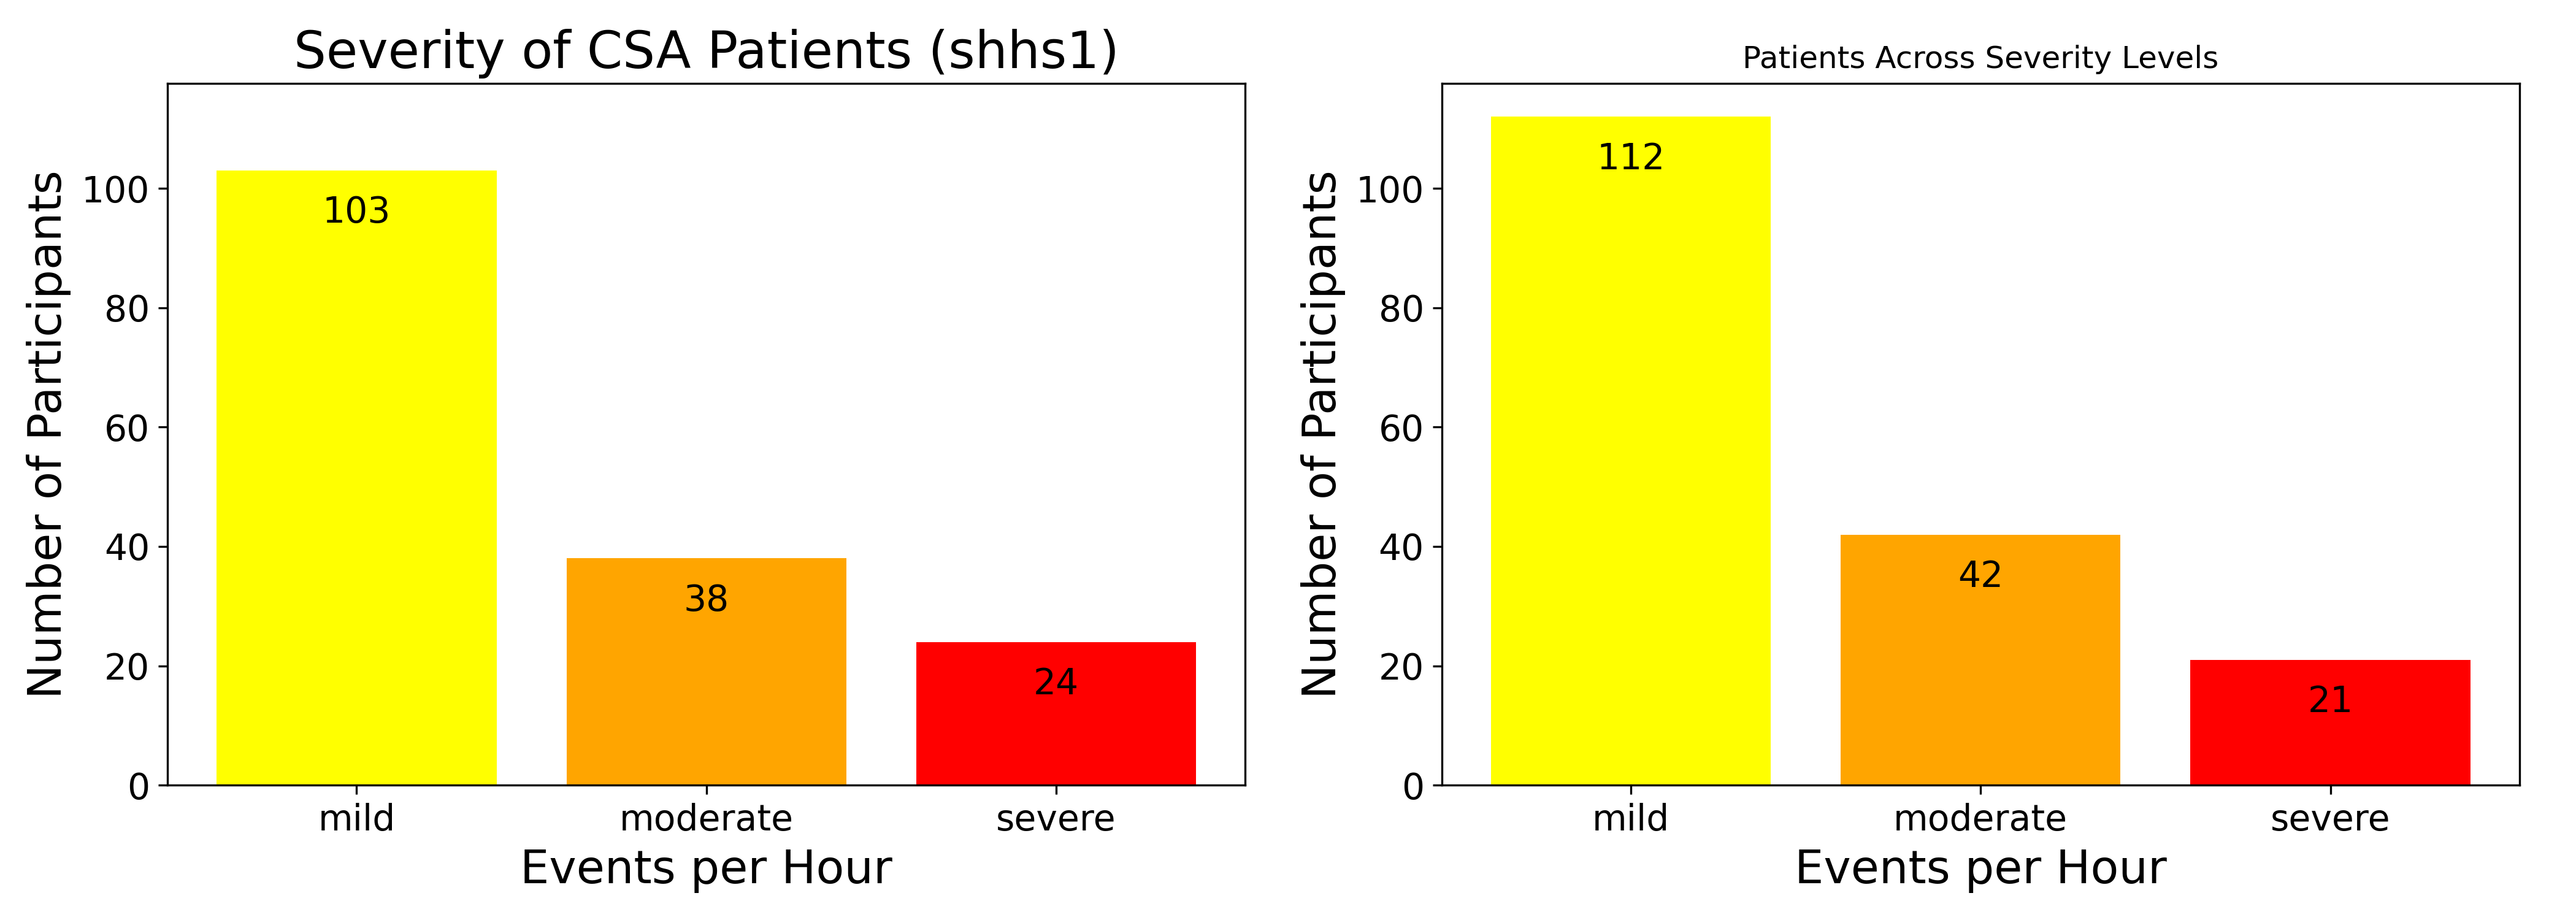 Severity of CSA Patients (shhs1)
Number of Participants
100
80
60
40
20
0
103
38
24
mild moderate severe
Events per Hour
Patients Across Severity Levels
Number of Participants
100
80
60
40
20
0
112
42
21
mild moderate severe
Events per Hour